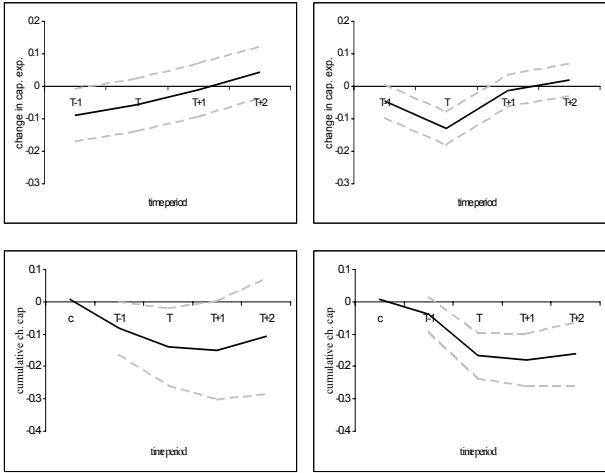 0.2
0.1
0
-0.1
-0.2
-0.3
change in cap. exp.
T-1 T T+1 T+2
time period
0.2
0.1
0
-0.1
-0.2
-0.3
change in cap. exp.
T-1 T T+1 T+2
time period
0.1
0
-0.1
-0.2
-0.3
-0.4
cumulative ch. cap
c T-1 T T+1 T+2
time period
0.1
0
-0.1
-0.2
-0.3
-0.4
cumulative ch. cap
c T-1 T T+1 T+2
time period